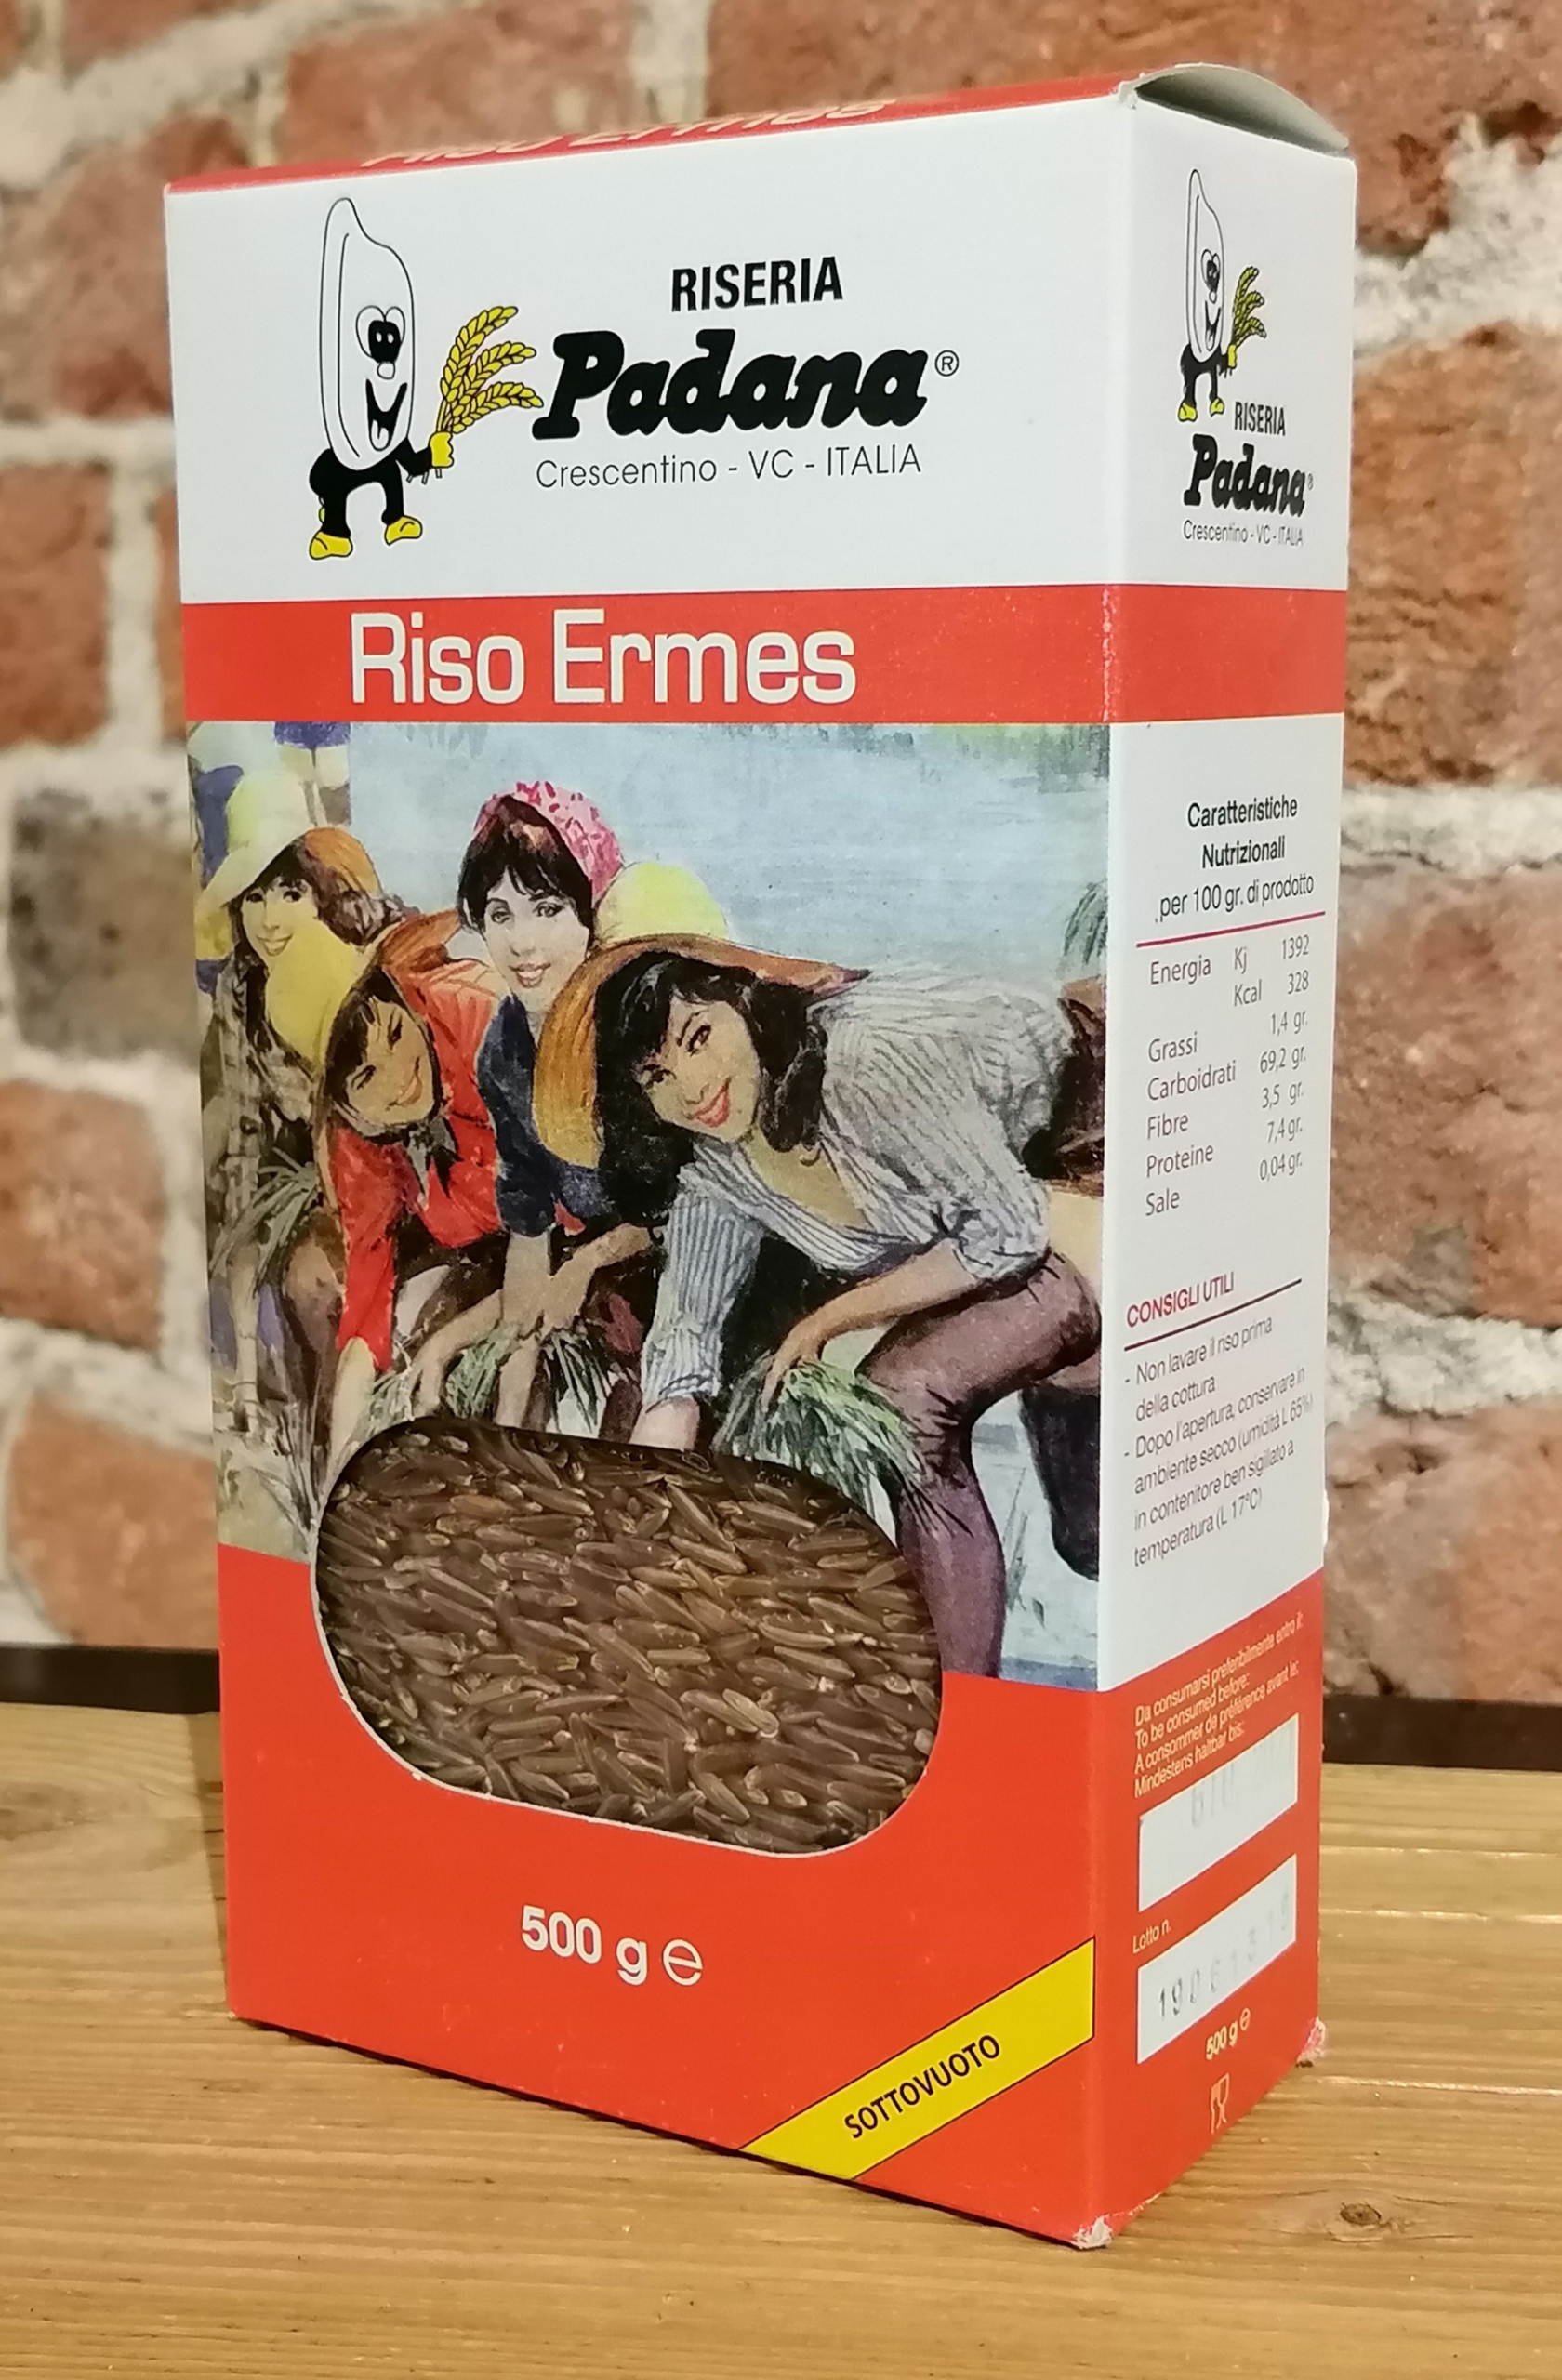 Riso Ermes
RISERIA
Padana®
Crescentino - VC - ITALIA
Riso Ermes
500 g ℮
SOTTOVUOTO
RISERIA
Padana®
Crescentino - VC - ITALIA
Caratteristiche
Nutrizionali
per 100 gr. di prodotto
Energia Kj 1392
Kcal 328
Grassi 1,4 gr.
Carboidrati 69,2 gr.
Fibre 3,5 gr.
Proteine 7,4 gr.
Sale 0,04 gr.
CONSIGLI UTILI
- Non lavare il riso prima
della cottura
- Dopo l'apertura, conservare in
ambiente secco (umidità L 65%)
in contenitore ben sigillato a
temperatura (L 17°C)
Da consumarsi preferibilmente entro il:
To be consumed before:
A consommer de préférence avant le:
Mindestens haltbar bis:
Lotto n.
500 g ℮